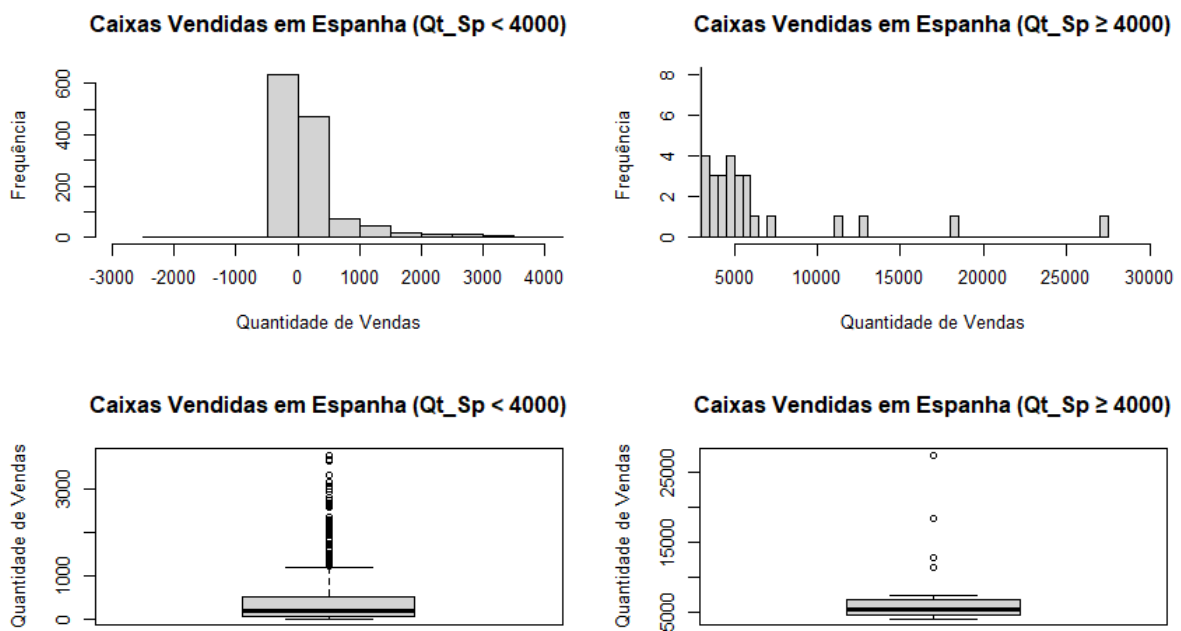 Caixas Vendidas em Espanha (Qt_Sp < 4000)
Frequência
0 200 400 600
-3000 -2000 -1000 0 1000 2000 3000 4000
Quantidade de Vendas
Caixas Vendidas em Espanha (Qt_Sp ≥ 4000)
Frequência
0 2 4 6 8
5000 10000 15000 20000 25000 30000
Quantidade de Vendas
Caixas Vendidas em Espanha (Qt_Sp < 4000)
Quantidade de Vendas
0 1000 3000
Caixas Vendidas em Espanha (Qt_Sp ≥ 4000)
Quantidade de Vendas
5000 15000 25000